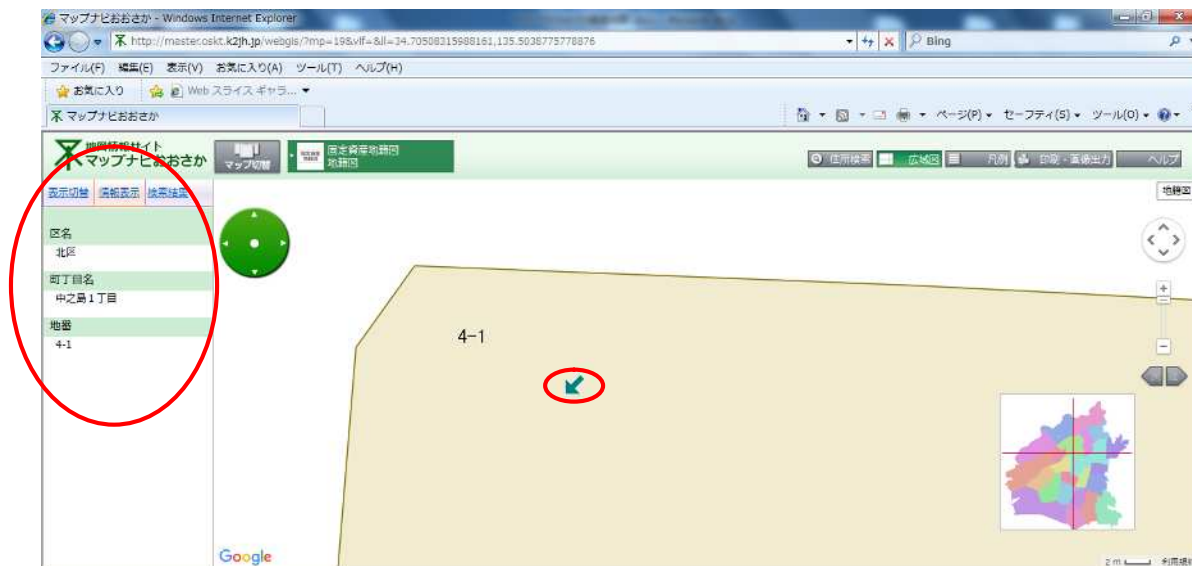 マップナビおおさか - Windows Internet Explorer
http://master.oskt.k2jh.jp/webgis/?mp=19&vlf=&ll=34.70508315988161,135.5038775778876
Bing
ファイル(F) 編集(E) 表示(V) お気に入り(A) ツール(T) ヘルプ(H)
お気に入り Web スライス ギャラ...
マップナビおおさか
ページ(P) セーフティ(S) ツール(O)
地図情報サイト
マップナビおおさか
マップ切替
固定資産地籍図
地籍図
住所検索 広域図 凡例 印刷・画像出力 ヘルプ
表示切替 情報表示 検索結果
地籍図
区名
北区
町丁目名
中之島1丁目
地番
4-1
4-1
Google
2 m